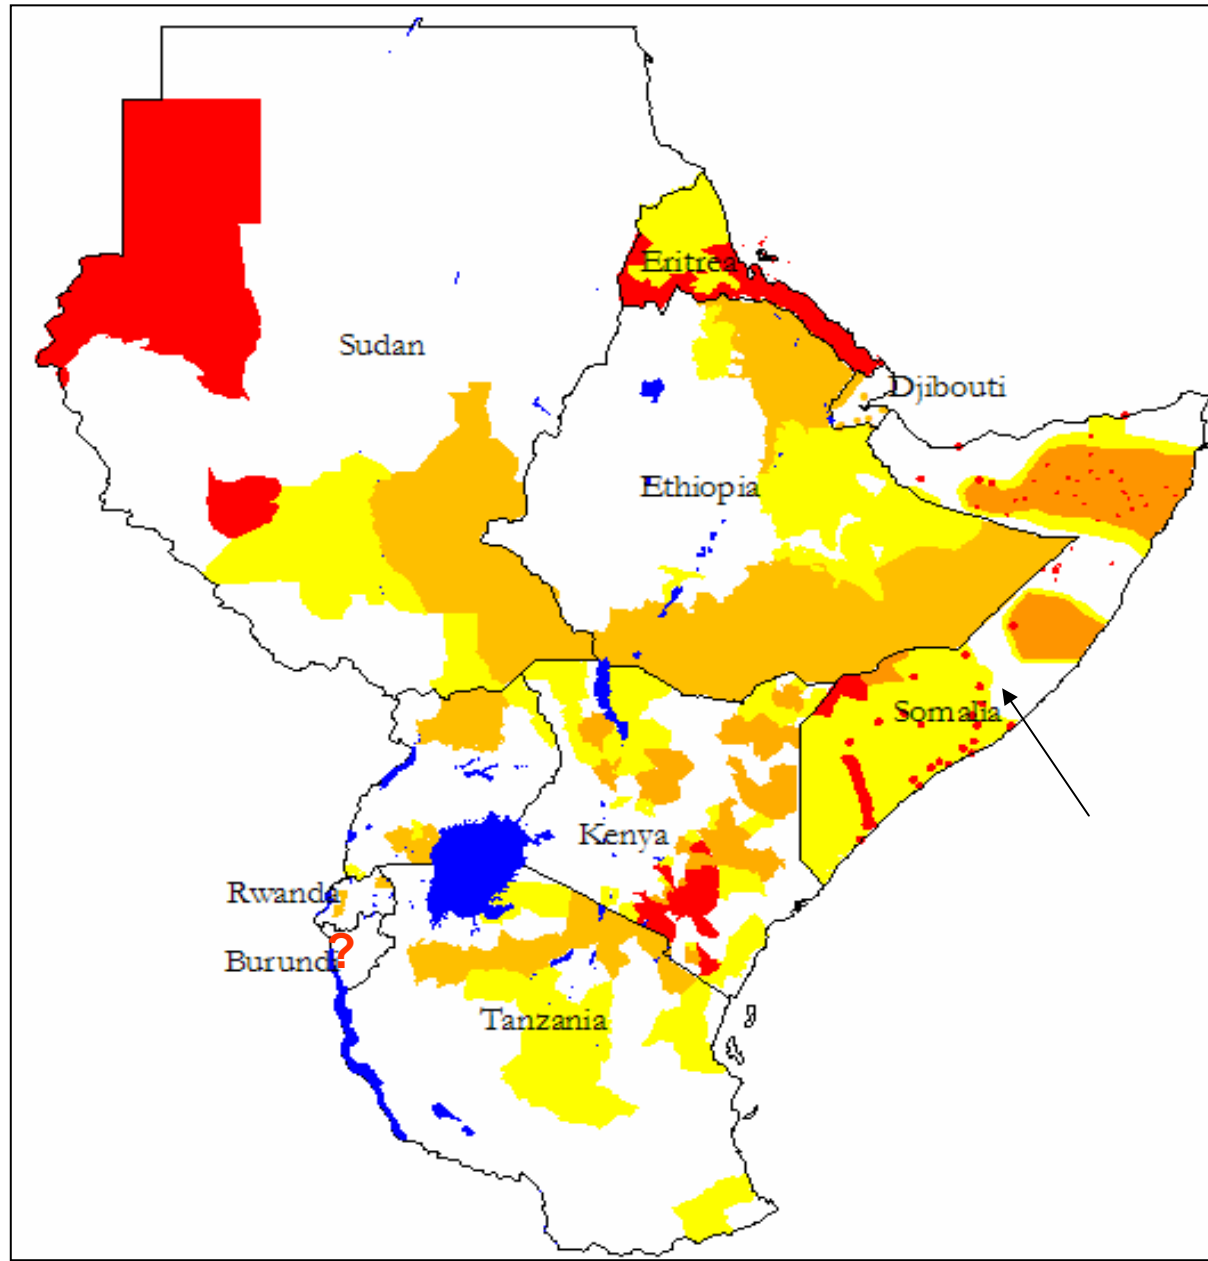 Eritrea
Sudan
Djibouti
Ethiopia
Somalia
Kenya
Rwanda
?
Burundi
Tanzania